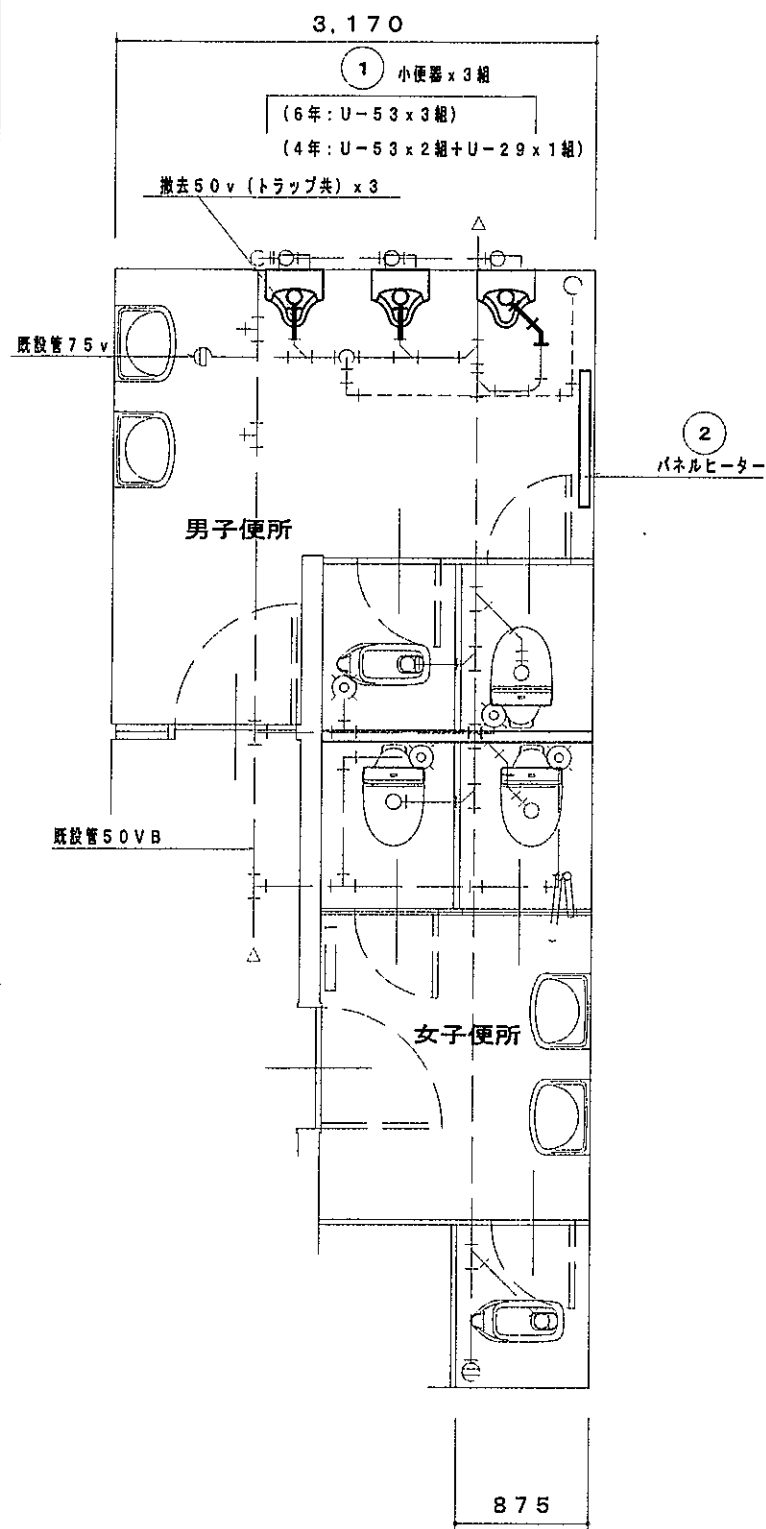 3,170
1 小便器x3組
(6年:U-53x3組)
(4年:U-53x2組+U-29x1組)
撤去50v(トラップ共)x3
既設管75v
2
パネルヒーター
男子便所
既設管50VB
女子便所
875